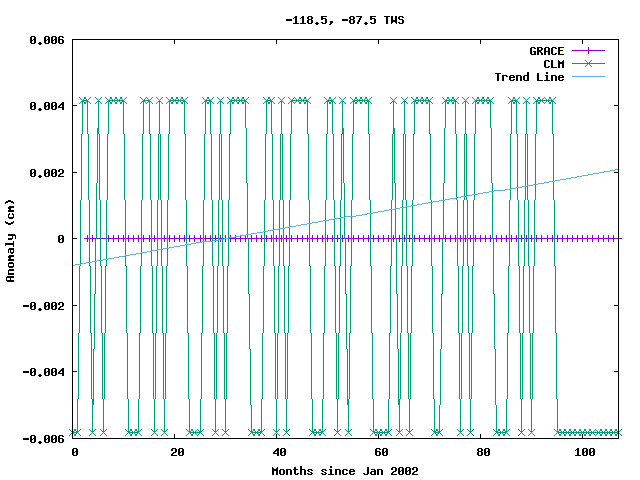 -118.5, -87.5 TWS
GRACE
CLM
Trend Line
0.006
0.004
0.002
0
-0.002
-0.004
-0.006
Anomaly (cm)
0 20 40 60 80 100
Months since Jan 2002